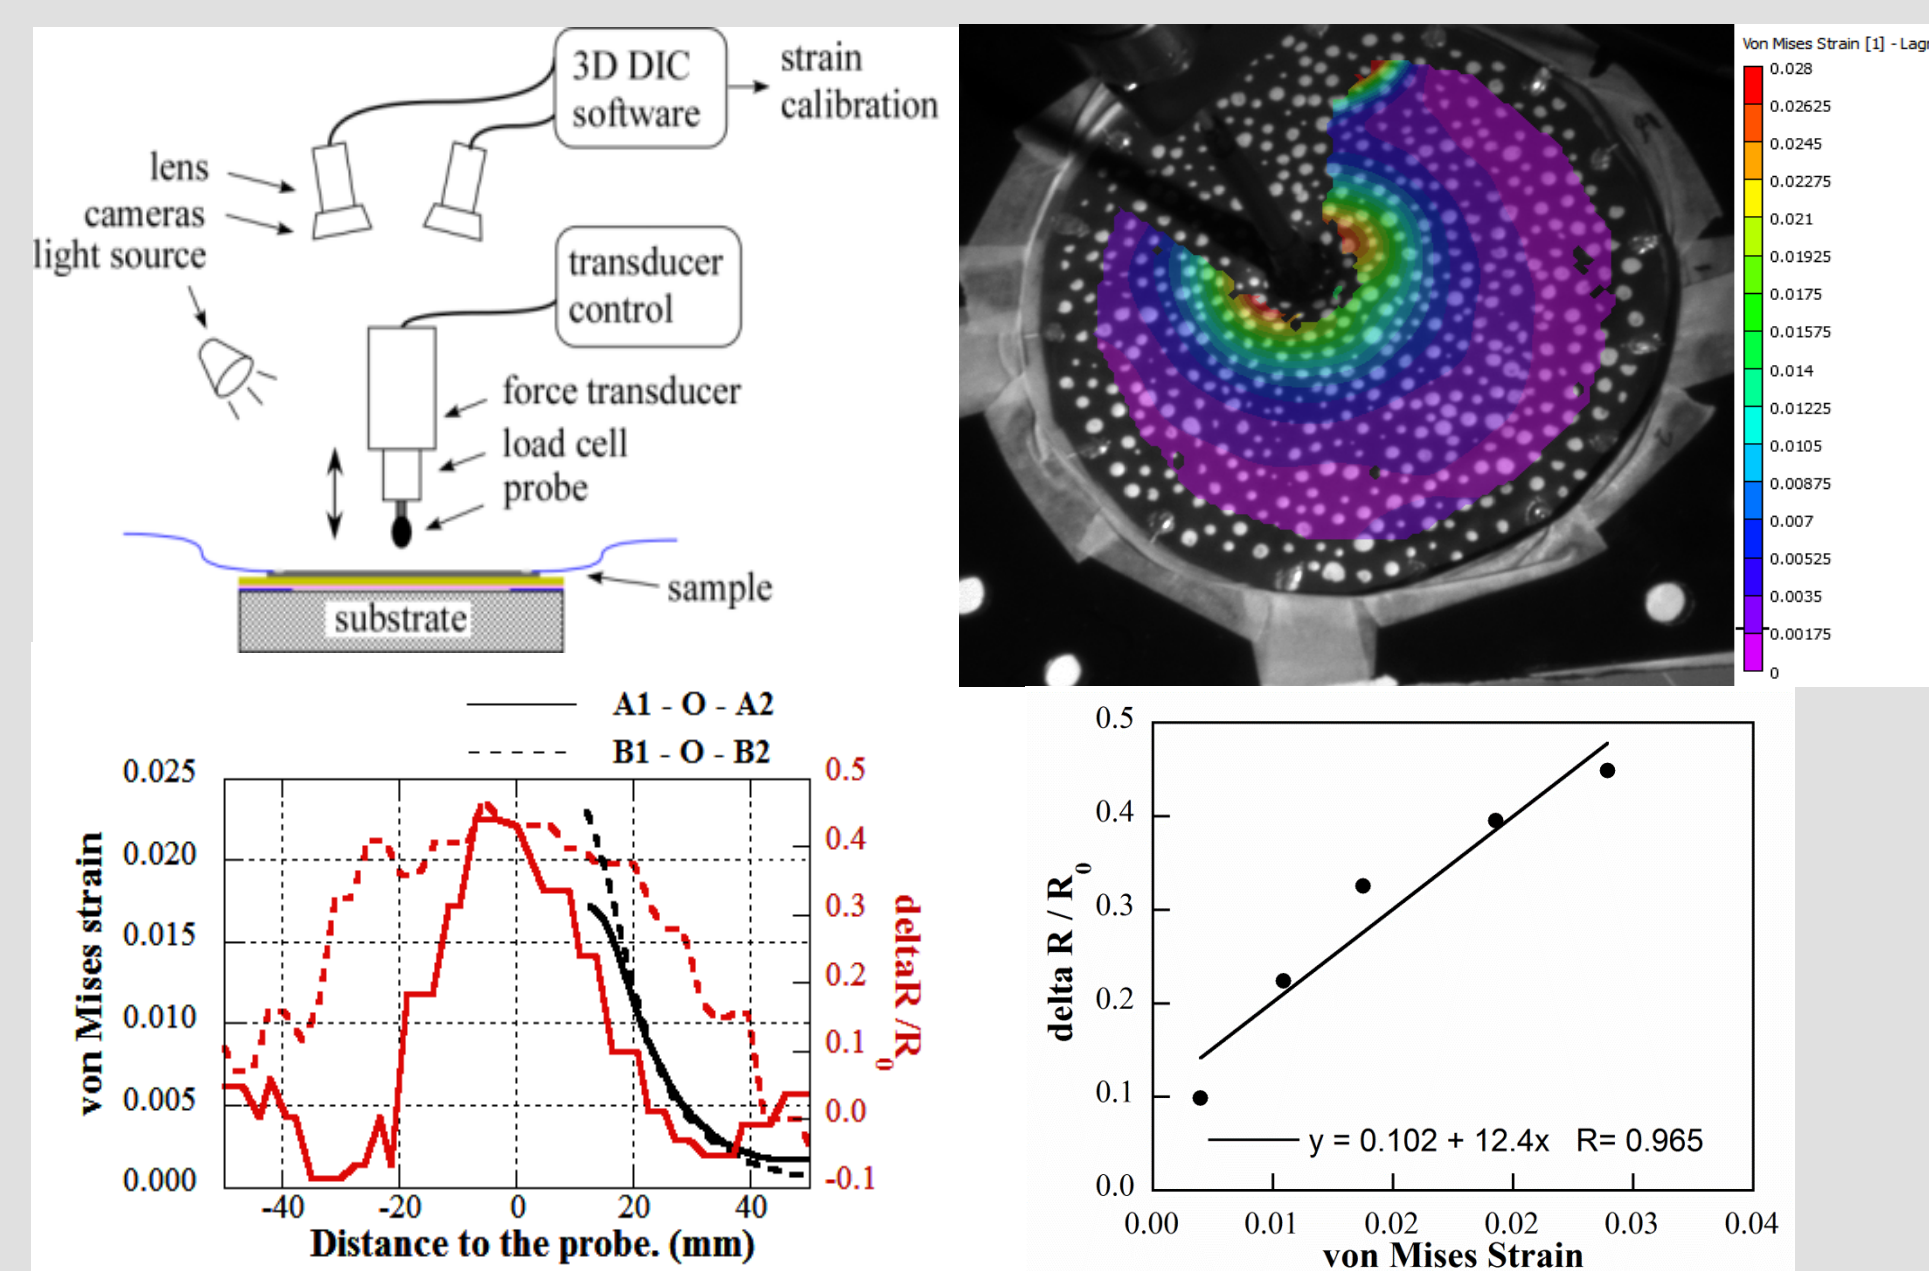 3D DIC
software
strain
calibration
lens
cameras
light source
transducer
control
force transducer
load cell
probe
sample
substrate
Von Mises Strain [1] - Lagr
0.028
0.02625
0.0245
0.02275
0.021
0.01925
0.0175
0.01575
0.014
0.01225
0.0105
0.00875
0.007
0.00525
0.0035
0.00175
0
A1 - O - A2
B1 - O - B2
von Mises strain
0.025
0.020
0.015
0.010
0.005
0.000
0.5
0.4
0.3
0.2
0.1
0.0
-0.1
deltaR /R0
-40 -20 0 20 40
Distance to the probe. (mm)
delta R / R0
0.5
0.4
0.3
0.2
0.1
0.0
y = 0.102 + 12.4x R= 0.965
0.00 0.01 0.02 0.02 0.03 0.04
von Mises Strain